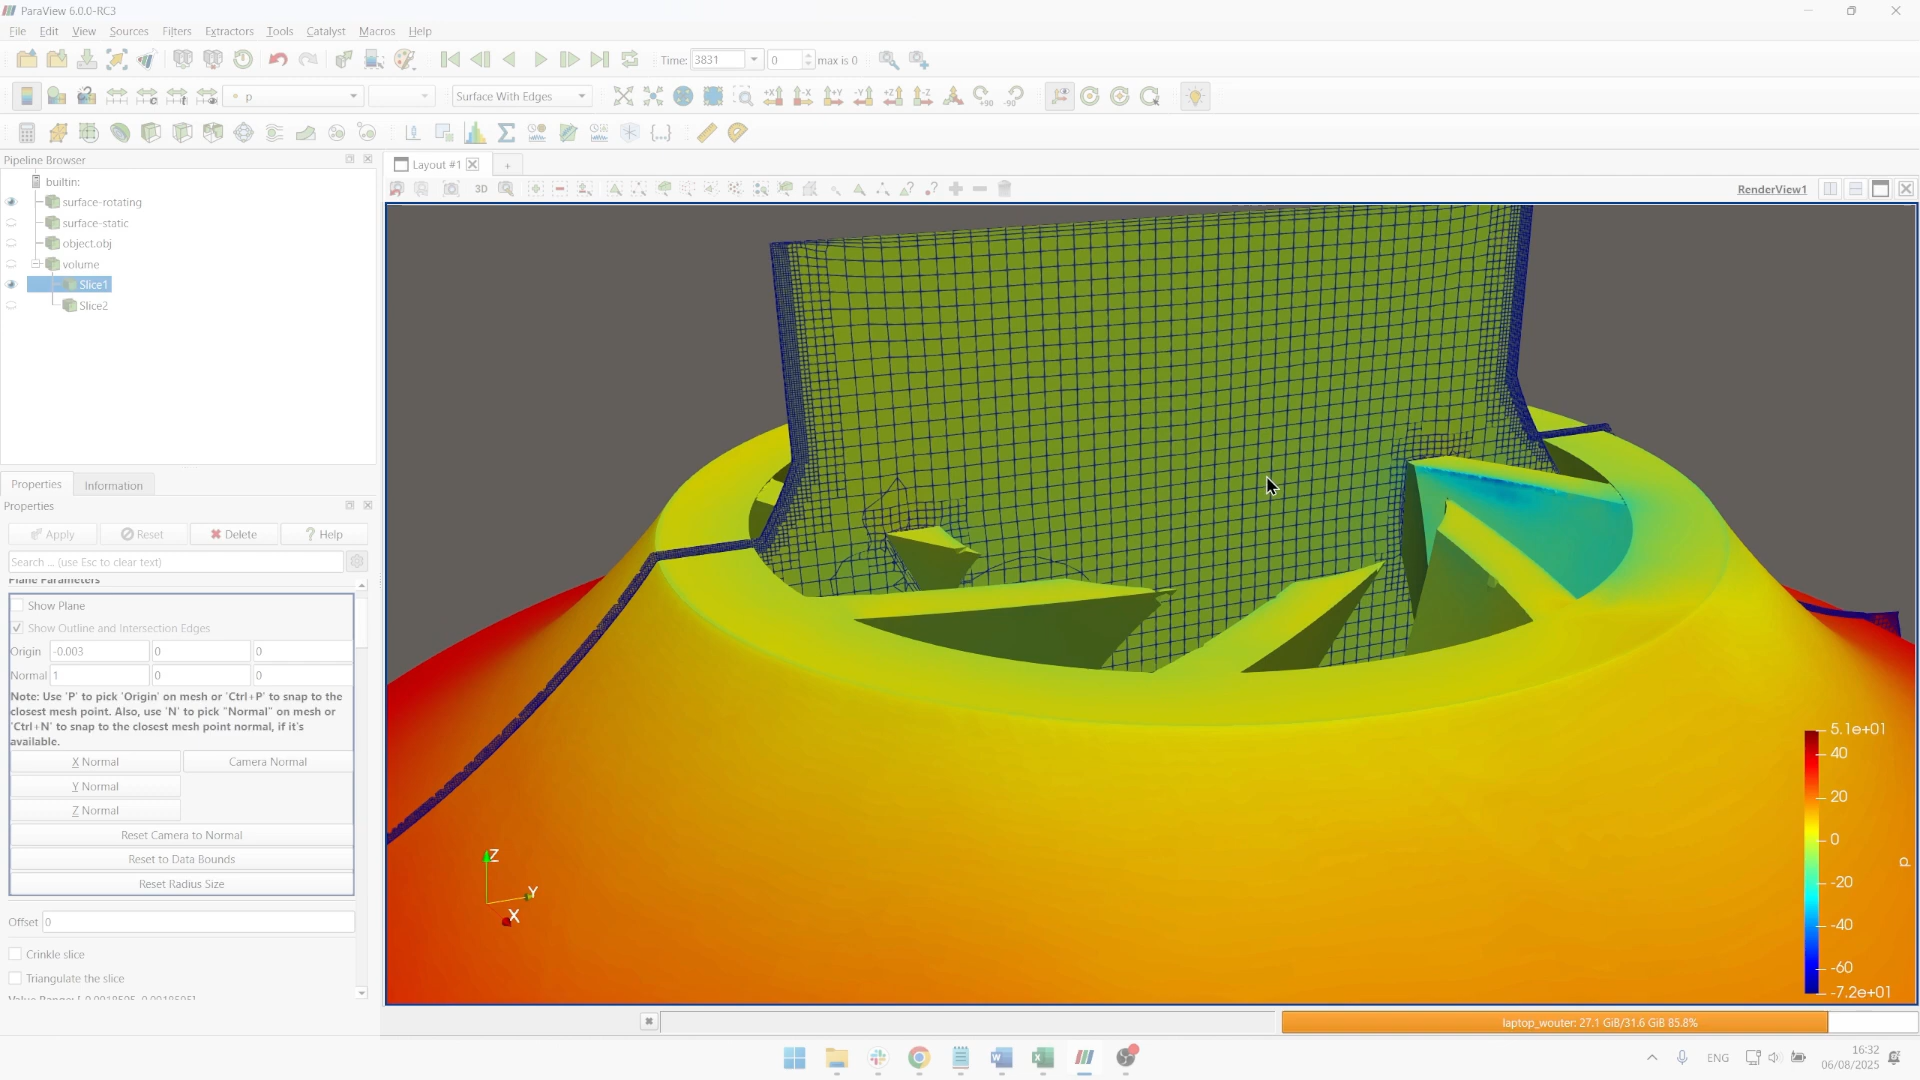 ParaView 6.0.0-RC3
File Edit View Sources Filters Extractors Tools Catalyst Macros Help
Time: 3831 0 max is 0
p Surface With Edges +X -X +Y -Y +Z -Z +90 -90
Pipeline Browser
Layout #1 +
builtin:
3D RenderView1
surface-rotating
surface-static
object.obj
volume
Slice1
Slice2
Properties Information
Properties
Apply Reset Delete ? Help
Search ... (use Esc to clear text)
Plane Parameters
Show Plane
Show Outline and Intersection Edges
Origin -0.003 0 0
Normal 1 0 0
Note: Use 'P' to pick 'Origin' on mesh or 'Ctrl+P' to snap to the
closest mesh point. Also, use 'N' to pick "Normal" on mesh or
'Ctrl+N' to snap to the closest mesh point normal, if it's
available.
X Normal Camera Normal
Y Normal
Z Normal
Reset Camera to Normal
Reset to Data Bounds
Reset Radius Size
Offset 0
Crinkle slice
Triangulate the slice
Z
Y
X
5.1e+01
40
20
0
p
-20
-40
-60
-7.2e+01
laptop_wouter: 27.1 GiB/31.6 GiB 85.8%
ENG
16:32
06/08/2025